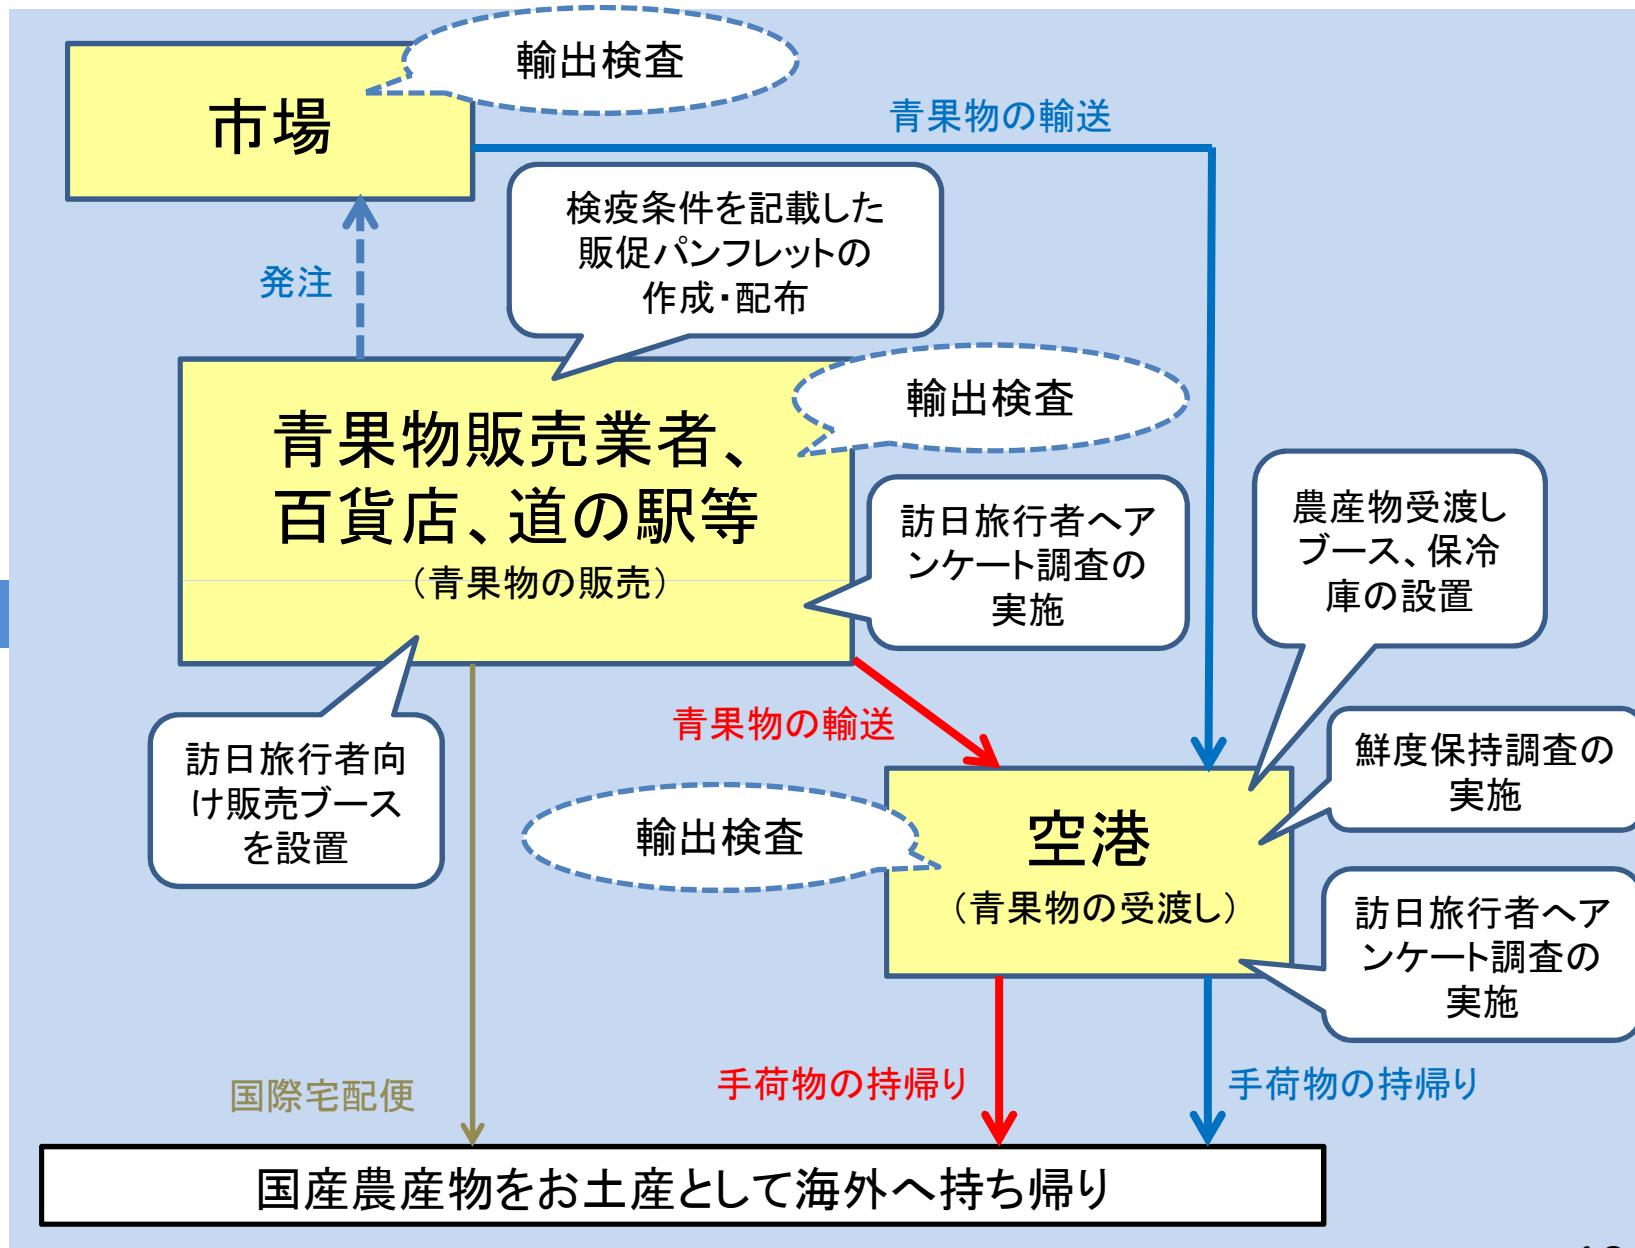 輸出検査
市場
青果物の輸送
検疫条件を記載した
販促パンフレットの
作成・配布
発注
輸出検査
青果物販売業者、
百貨店、道の駅等
（青果物の販売）
訪日旅行者へア
ンケート調査の
実施
農産物受渡し
ブース、保冷
庫の設置
青果物の輸送
訪日旅行者向
け販売ブース
を設置
鮮度保持調査の
実施
輸出検査
空港
（青果物の受渡し）
訪日旅行者へア
ンケート調査の
実施
国際宅配便
手荷物の持帰り
手荷物の持帰り
国産農産物をお土産として海外へ持ち帰り